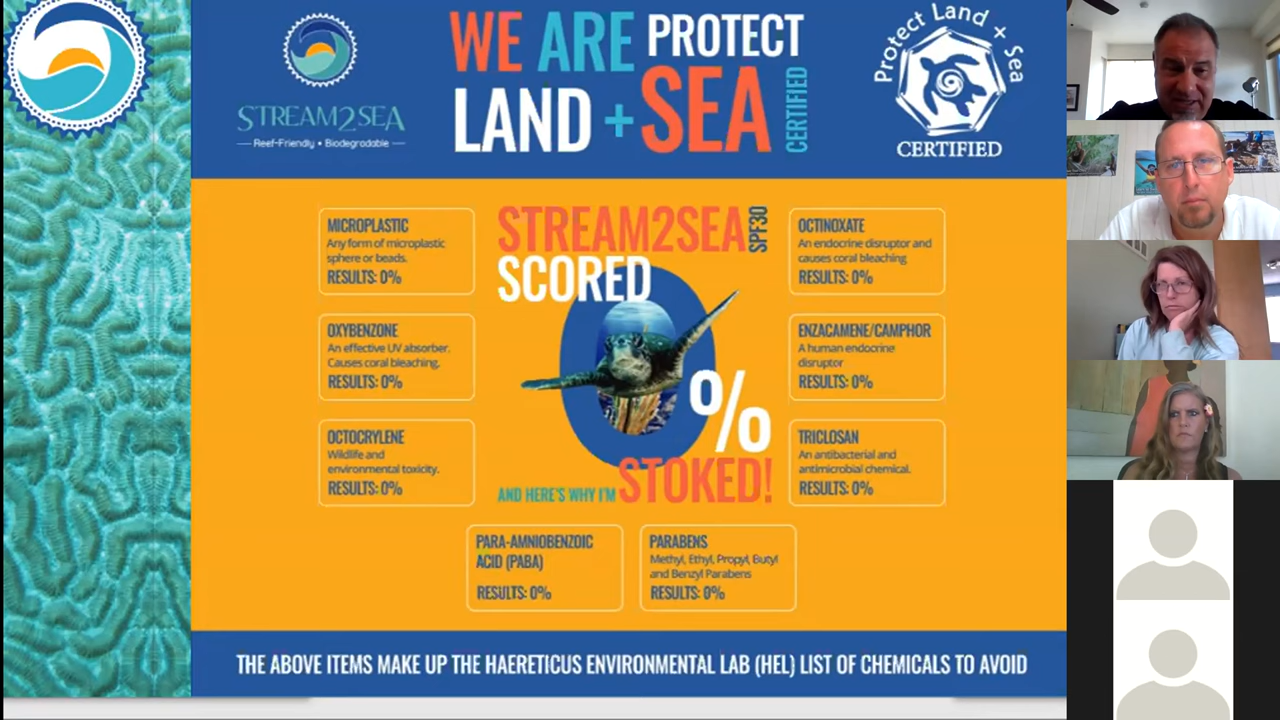 STREAM2SEA
Reef-Friendly • Biodegradable
WE ARE PROTECT
LAND + SEA
CERTIFIED
Protect Land + Sea
CERTIFIED
MICROPLASTIC
Any form of microplastic
sphere or beads.
RESULTS: 0%
OXYBENZONE
An effective UV absorber.
Causes coral bleaching.
RESULTS: 0%
OCTOCRYLENE
Wildlife and
environmental toxicity.
RESULTS: 0%
STREAM2SEA
SPF30
SCORED
0%
AND HERE'S WHY I'M STOKED!
OCTINOXATE
An endocrine disruptor and
causes coral bleaching
RESULTS: 0%
ENZACAMENE/CAMPHOR
A human endocrine
disruptor
RESULTS: 0%
TRICLOSAN
An antibacterial and
antimicrobial chemical.
RESULTS: 0%
PARA-AMNIOBENZOIC
ACID (PABA)
RESULTS: 0%
PARABENS
Methyl, Ethyl, Propyl, Butyl
and Benzyl Parabens
RESULTS: 0%
THE ABOVE ITEMS MAKE UP THE HAERETICUS ENVIRONMENTAL LAB (HEL) LIST OF CHEMICALS TO AVOID